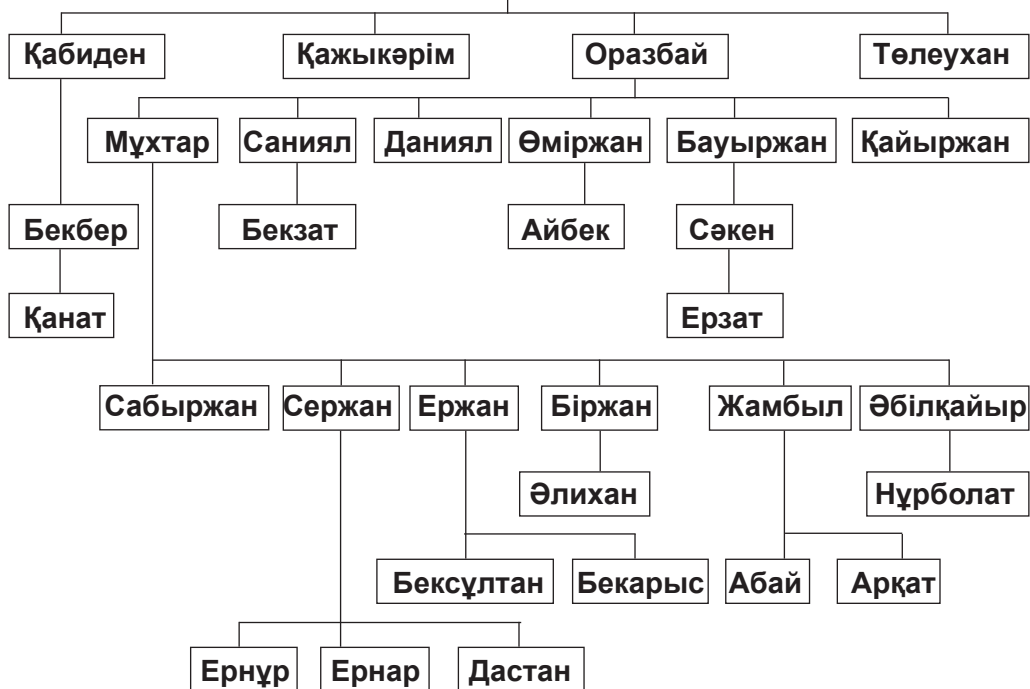 Қабиден Қажыкәрім Оразбай Төлеухан
Мұхтар Саниял Даниял Өміржан Бауыржан Қайыржан
Бекбер Бекзат Айбек Сәкен
Қанат Ерзат
Сабыржан Сержан Ержан Біржан Жамбыл Әбілқайыр
Әлихан Нұрболат
Бексұлтан Бекарыс Абай Арқат
Ернұр Ернар Дастан